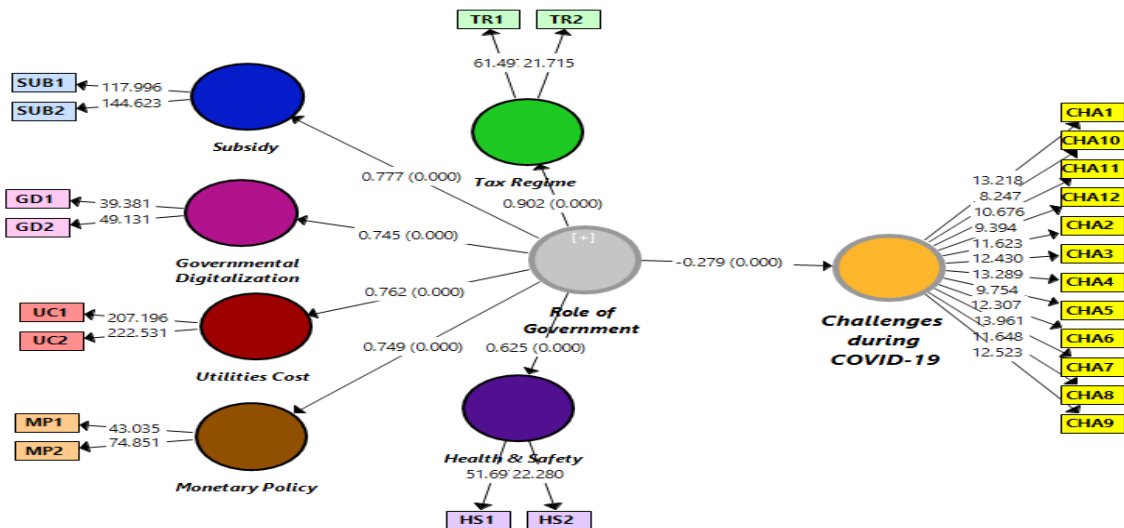 TR1
TR2
61.49
21.715
SUB1
117.996
SUB2
144.623
Subsidy
Tax Regime
0.777 (0.000)
0.902 (0.000)
GD1
39.381
GD2
49.131
Governmental
Digitalization
0.745 (0.000)
[+]
Role of
Government
-0.279 (0.000)
UC1
207.196
UC2
222.531
Utilities Cost
0.762 (0.000)
0.749 (0.000)
0.625 (0.000)
MP1
43.035
MP2
74.851
Monetary Policy
Health & Safety
51.69
22.280
HS1
HS2
Challenges
during
COVID-19
13.218
8.247
10.676
9.394
11.623
12.430
13.289
9.754
12.307
13.961
11.648
12.523
CHA1
CHA10
CHA11
CHA12
CHA2
CHA3
CHA4
CHA5
CHA6
CHA7
CHA8
CHA9